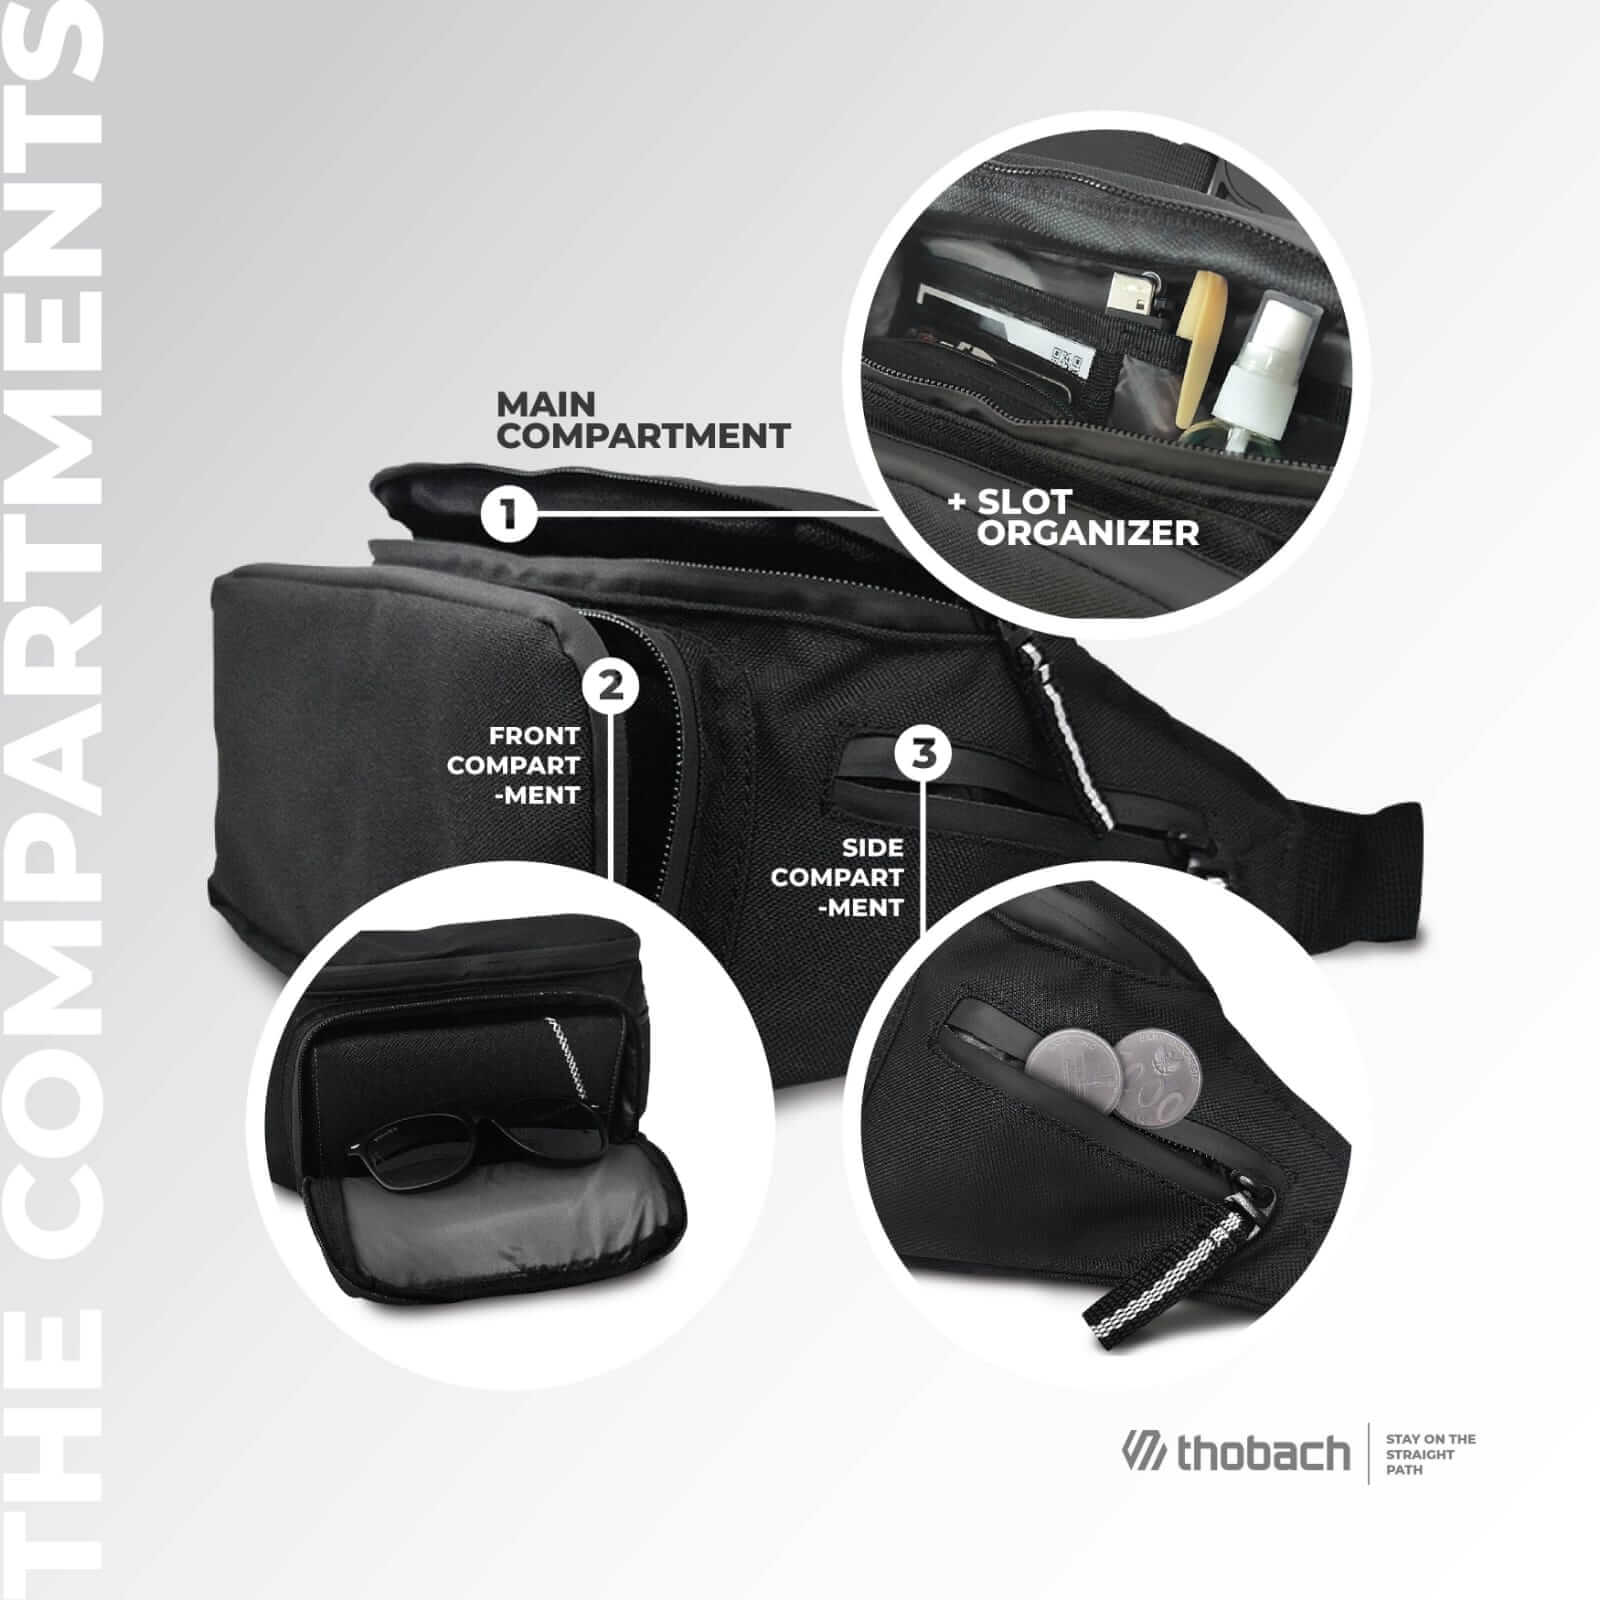 THE COMPARTMENTS
MAIN
COMPARTMENT
1
+ SLOT
ORGANIZER
2
FRONT
COMPART
-MENT
3
SIDE
COMPART
-MENT
thobach
STAY ON THE
STRAIGHT
PATH